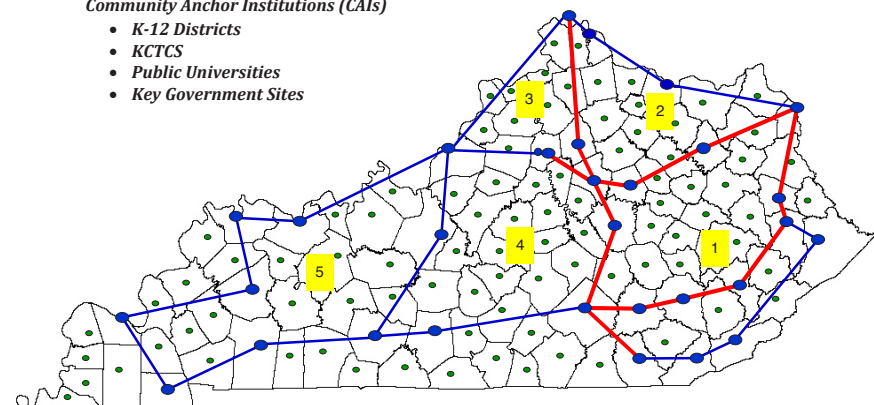 Community Anchor Institutions (CAIs)
• K-12 Districts
• KCTCS
• Public Universities
• Key Government Sites
3
2
4
1
5